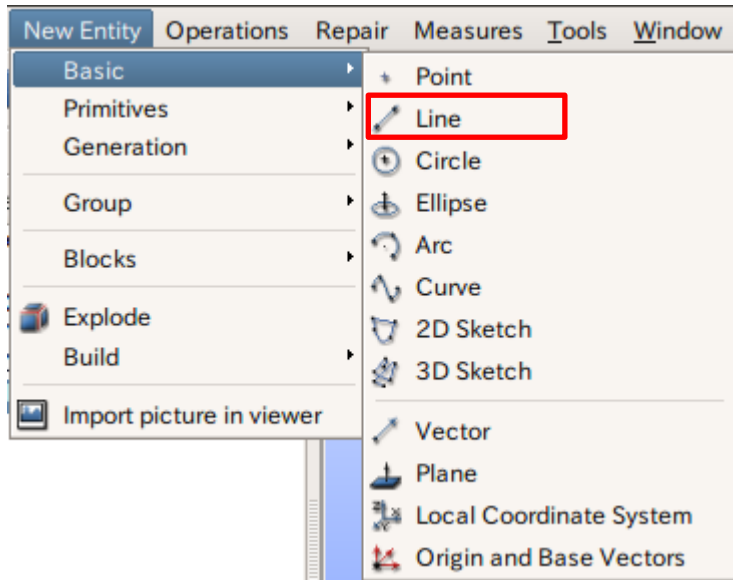 New Entity Operations Repair Measures Tools Window
Basic
Primitives
Generation
Group
Blocks
Explode
Build
Import picture in viewer
Point
Line
Circle
Ellipse
Arc
Curve
2D Sketch
3D Sketch
Vector
Plane
Local Coordinate System
Origin and Base Vectors